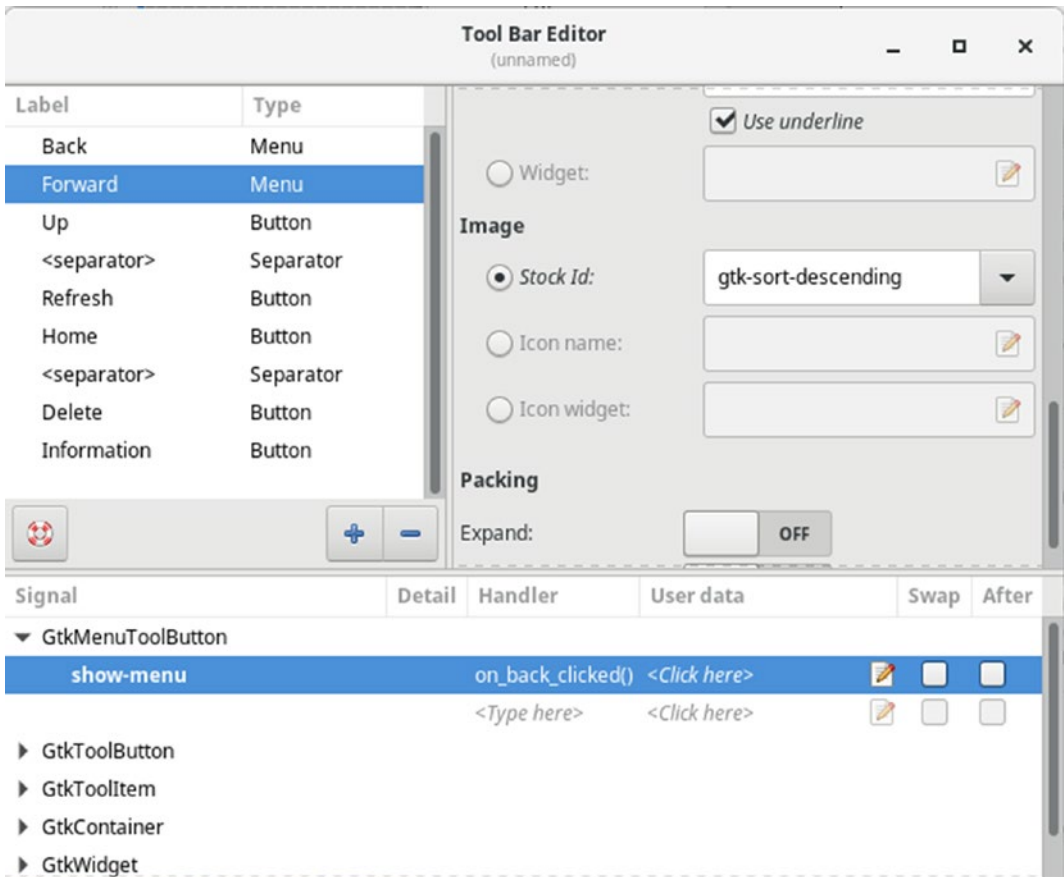 Tool Bar Editor
(unnamed)
Label Type
Back Menu
Forward Menu
Up Button
<separator> Separator
Refresh Button
Home Button
<separator> Separator
Delete Button
Information Button
Use underline
Widget:
Image
Stock Id: gtk-sort-descending
Icon name:
Icon widget:
Packing
Expand: OFF
Signal Detail Handler User data Swap After
GtkMenuToolButton
show-menu on_back_clicked() <Click here>
<Type here> <Click here>
GtkToolButton
GtkToolItem
GtkContainer
GtkWidget